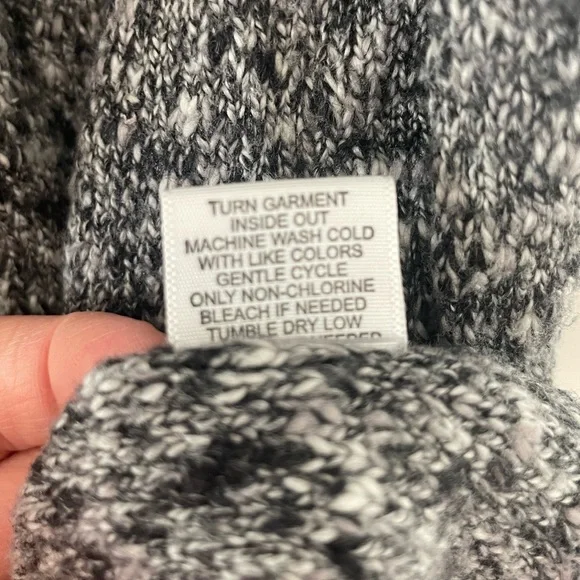 TURN GARMENT
INSIDE OUT
MACHINE WASH COLD
WITH LIKE COLORS
GENTLE CYCLE
ONLY NON-CHLORINE
BLEACH IF NEEDED
TUMBLE DRY LOW
NEEDED